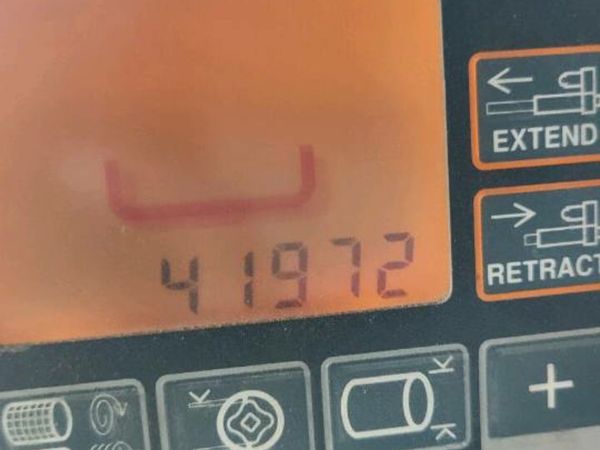 EXTEND
41972
RETRACT
+